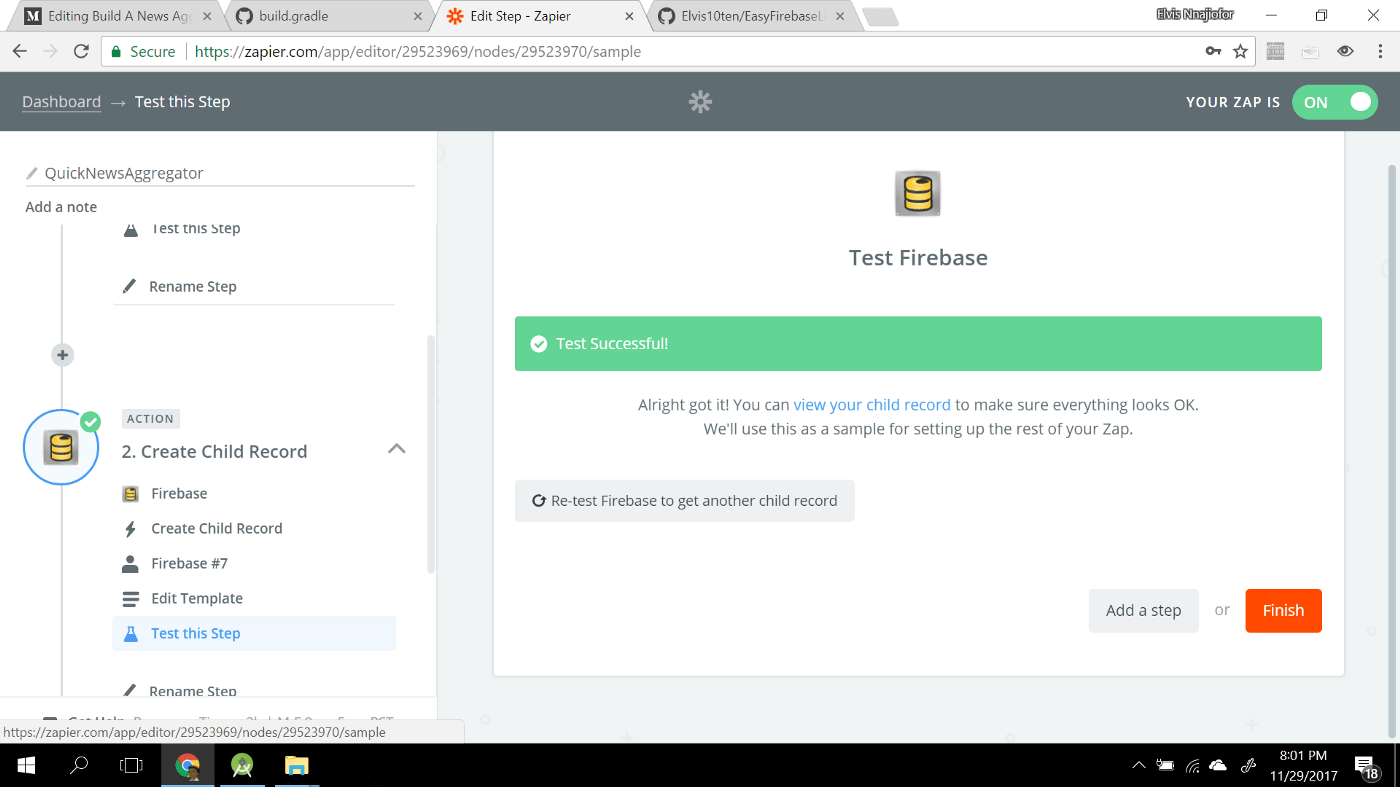 Editing Build A News Ag
build.gradle
Edit Step - Zapier
Elvis10ten/EasyFirebaseL
Elvis Nnajiofor
Secure
https://zapier.com/app/editor/29523969/nodes/29523970/sample
Dashboard → Test this Step
YOUR ZAP IS
ON
QuickNewsAggregator
Add a note
Test this Step
Rename Step
ACTION
2. Create Child Record
Firebase
Create Child Record
Firebase #7
Edit Template
Test this Step
Rename Step
Test Firebase
Test Successful!
Alright got it! You can view your child record to make sure everything looks OK.
We'll use this as a sample for setting up the rest of your Zap.
Re-test Firebase to get another child record
Add a step
or
Finish
https://zapier.com/app/editor/29523969/nodes/29523970/sample
8:01 PM
11/29/2017
18